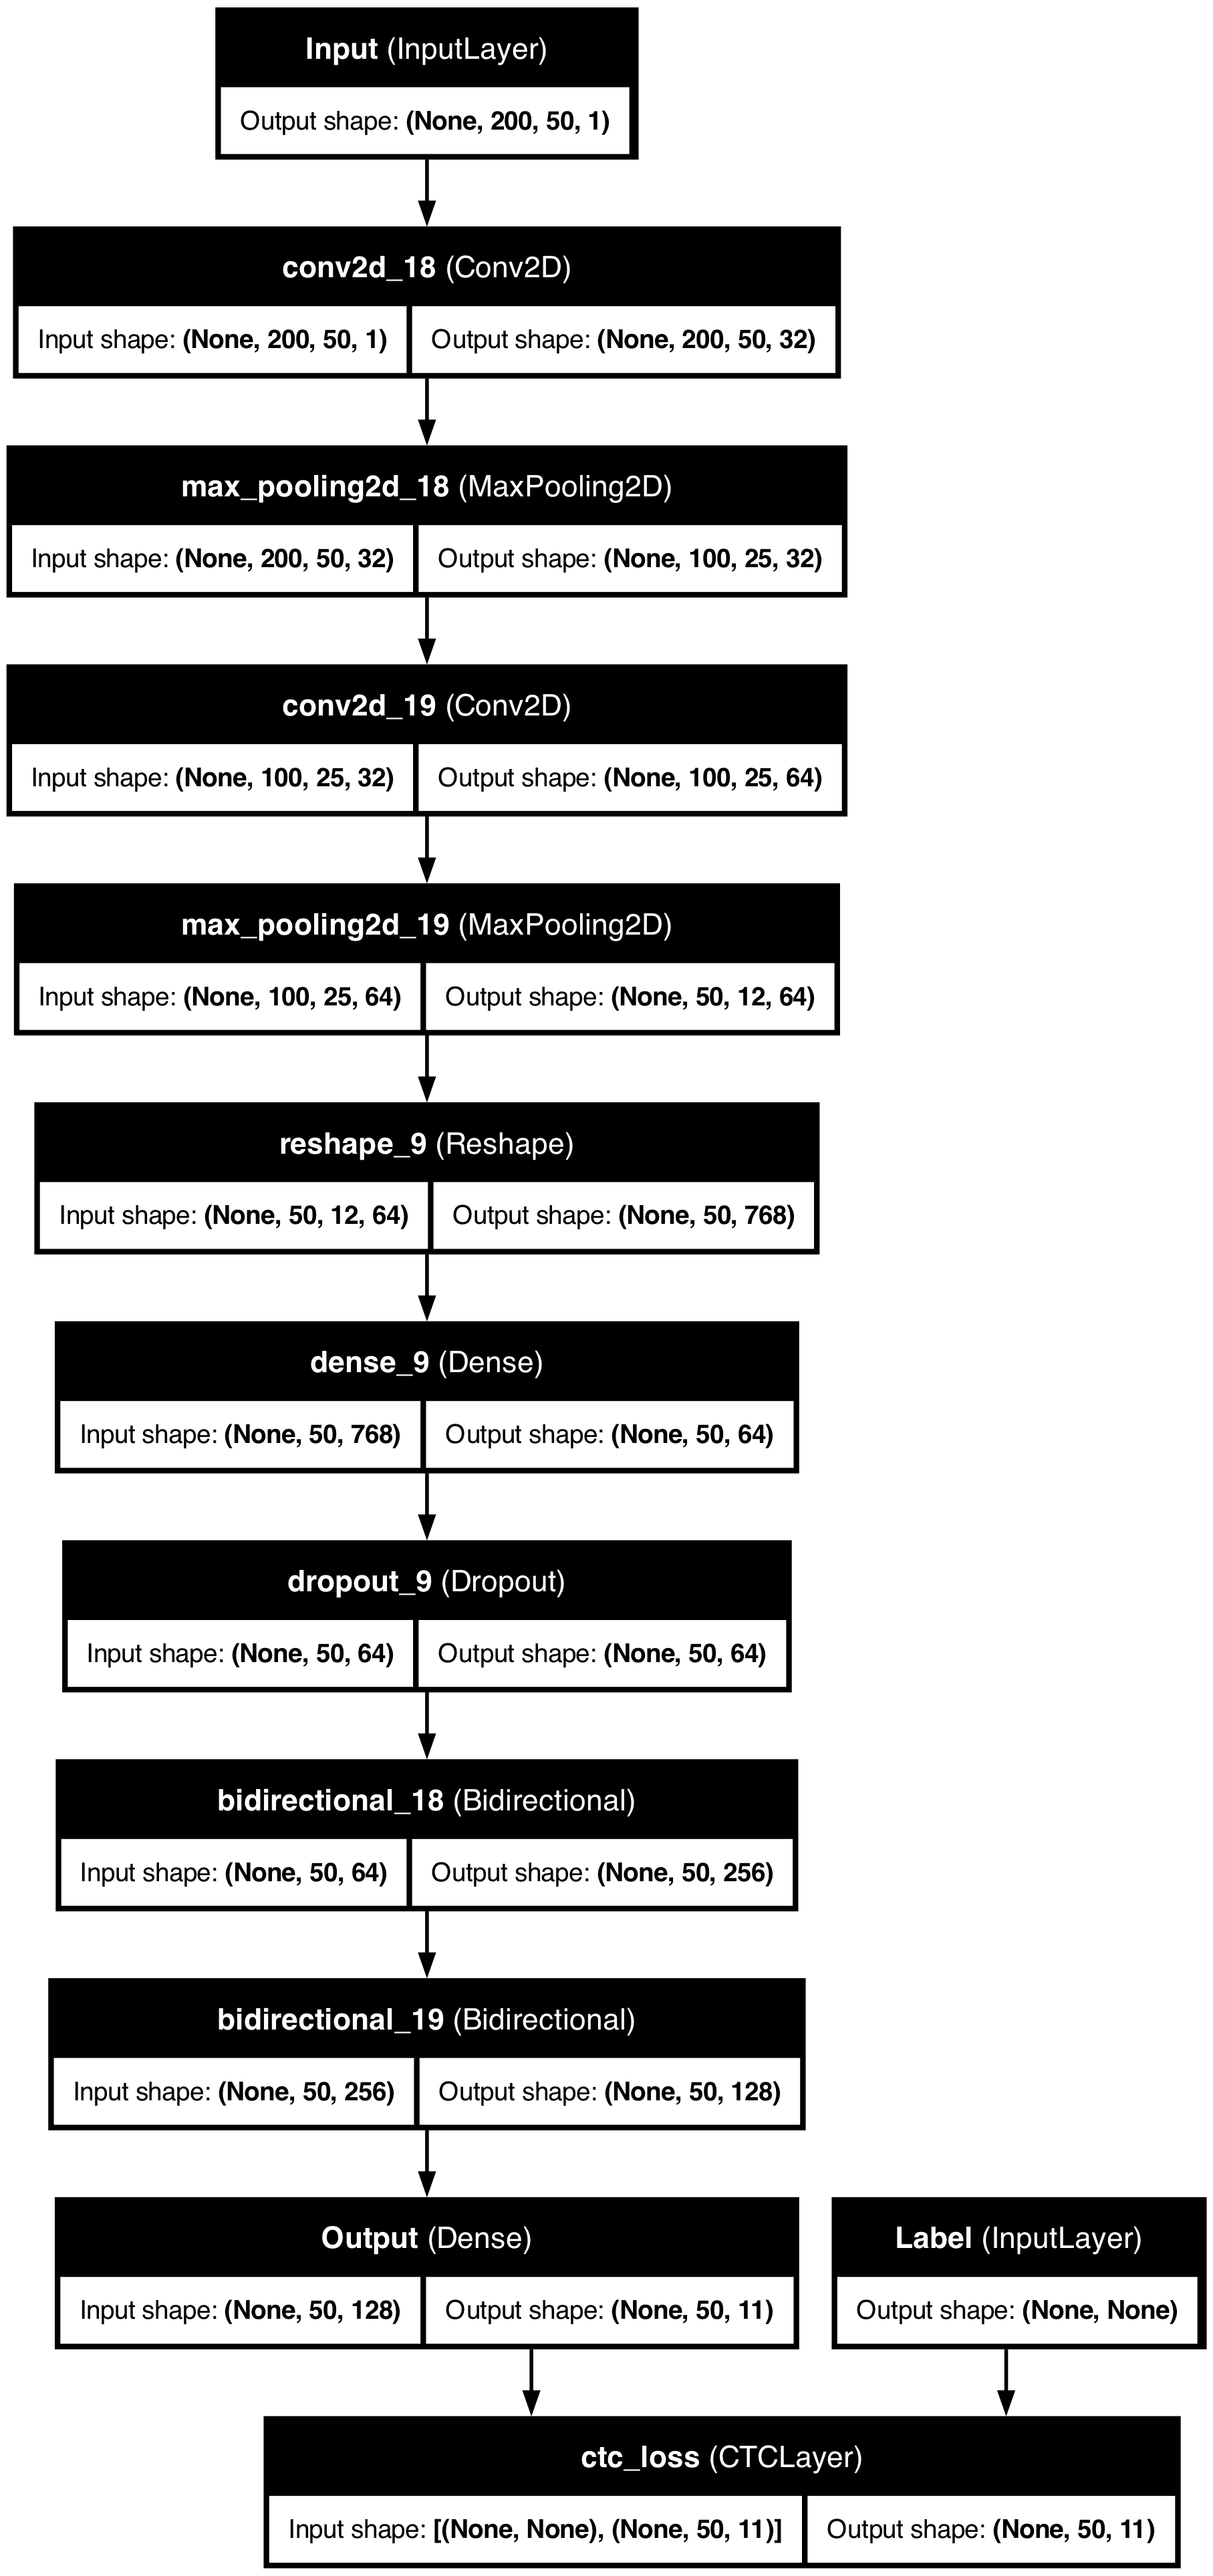 Input (InputLayer)
Output shape: (None, 200, 50, 1)
conv2d_18 (Conv2D)
Input shape: (None, 200, 50, 1) Output shape: (None, 200, 50, 32)
max_pooling2d_18 (MaxPooling2D)
Input shape: (None, 200, 50, 32) Output shape: (None, 100, 25, 32)
conv2d_19 (Conv2D)
Input shape: (None, 100, 25, 32) Output shape: (None, 100, 25, 64)
max_pooling2d_19 (MaxPooling2D)
Input shape: (None, 100, 25, 64) Output shape: (None, 50, 12, 64)
reshape_9 (Reshape)
Input shape: (None, 50, 12, 64) Output shape: (None, 50, 768)
dense_9 (Dense)
Input shape: (None, 50, 768) Output shape: (None, 50, 64)
dropout_9 (Dropout)
Input shape: (None, 50, 64) Output shape: (None, 50, 64)
bidirectional_18 (Bidirectional)
Input shape: (None, 50, 64) Output shape: (None, 50, 256)
bidirectional_19 (Bidirectional)
Input shape: (None, 50, 256) Output shape: (None, 50, 128)
Output (Dense) Label (InputLayer)
Input shape: (None, 50, 128) Output shape: (None, 50, 11) Output shape: (None, None)
ctc_loss (CTCLayer)
Input shape: [(None, None), (None, 50, 11)] Output shape: (None, 50, 11)